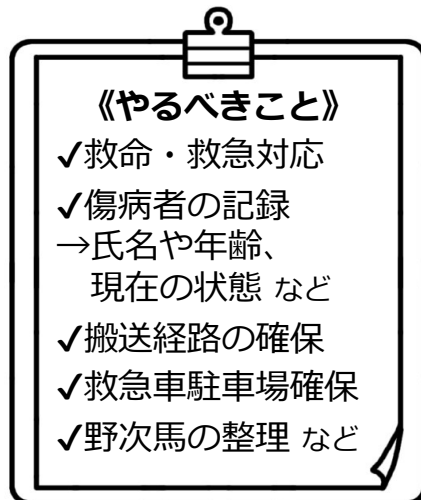 《やるべきこと》
✓救命・救急対応
✓傷病者の記録
→氏名や年齢、
現在の状態 など
✓搬送経路の確保
✓救急車駐車場確保
✓野次馬の整理 など